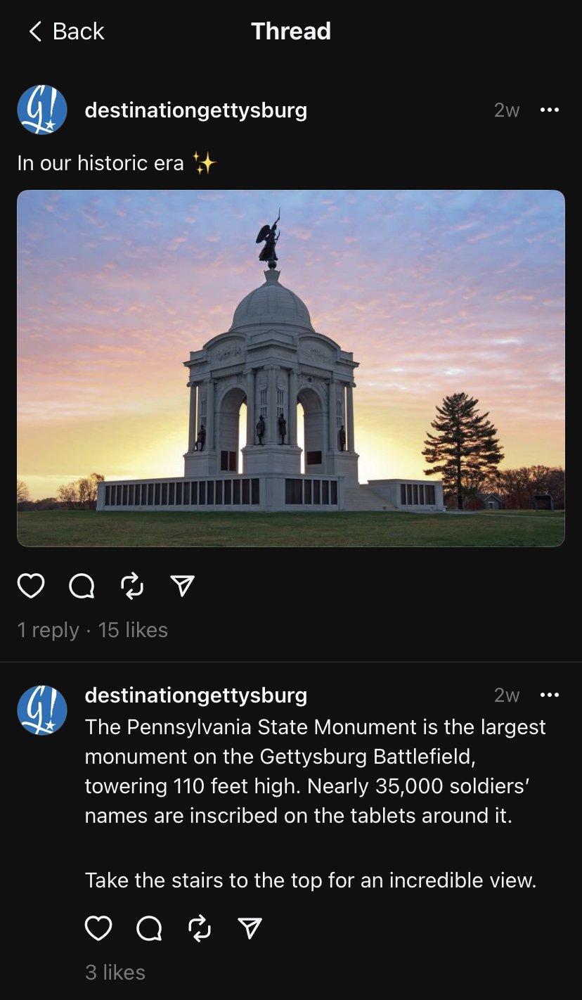 Back
Thread
G!
destinationgettysburg
2w
In our historic era ✨
1 reply · 15 likes
G!
destinationgettysburg
2w
The Pennsylvania State Monument is the largest
monument on the Gettysburg Battlefield,
towering 110 feet high. Nearly 35,000 soldiers’
names are inscribed on the tablets around it.
Take the stairs to the top for an incredible view.
3 likes